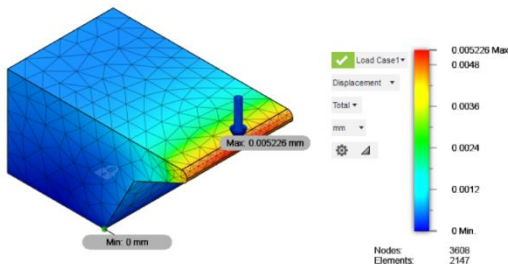 Load Case1
Displacement
Total
mm
0.005226 Max
0.0048
0.0036
0.0024
0.0012
0 Min.
Max: 0.005226 mm
Min: 0 mm
Nodes: 3608
Elements: 2147